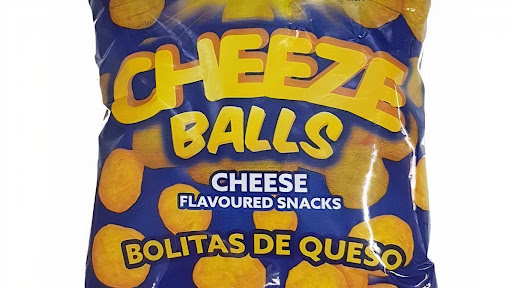 CHEEZE
BALLS
CHEESE
FLAVOURED SNACKS
BOLITAS DE QUESO